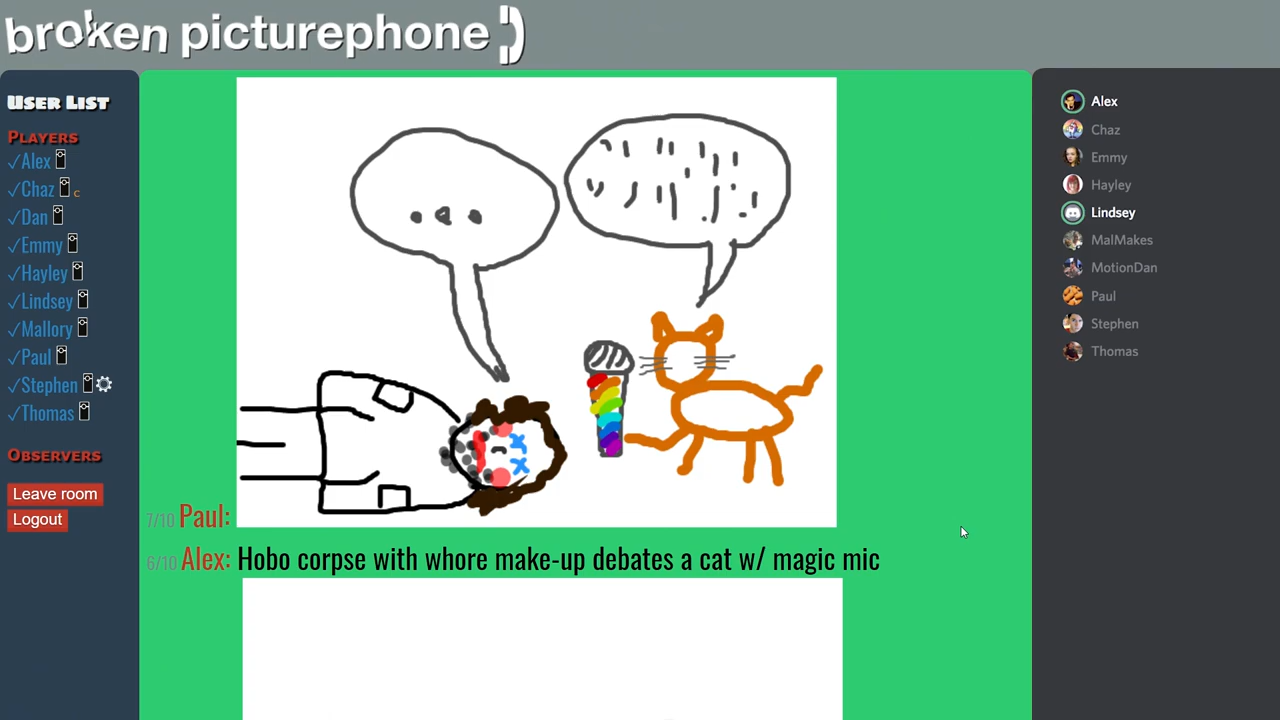 broken picturephone
USER LIST
PLAYERS
✓Alex
✓Chaz c
✓Dan
✓Emmy
✓Hayley
✓Lindsey
✓Mallory
✓Paul
✓Stephen
✓Thomas
OBSERVERS
Leave room
Logout
7/10 Paul:
6/10 Alex: Hobo corpse with whore make-up debates a cat w/ magic mic
Alex
Chaz
Emmy
Hayley
Lindsey
MalMakes
MotionDan
Paul
Stephen
Thomas